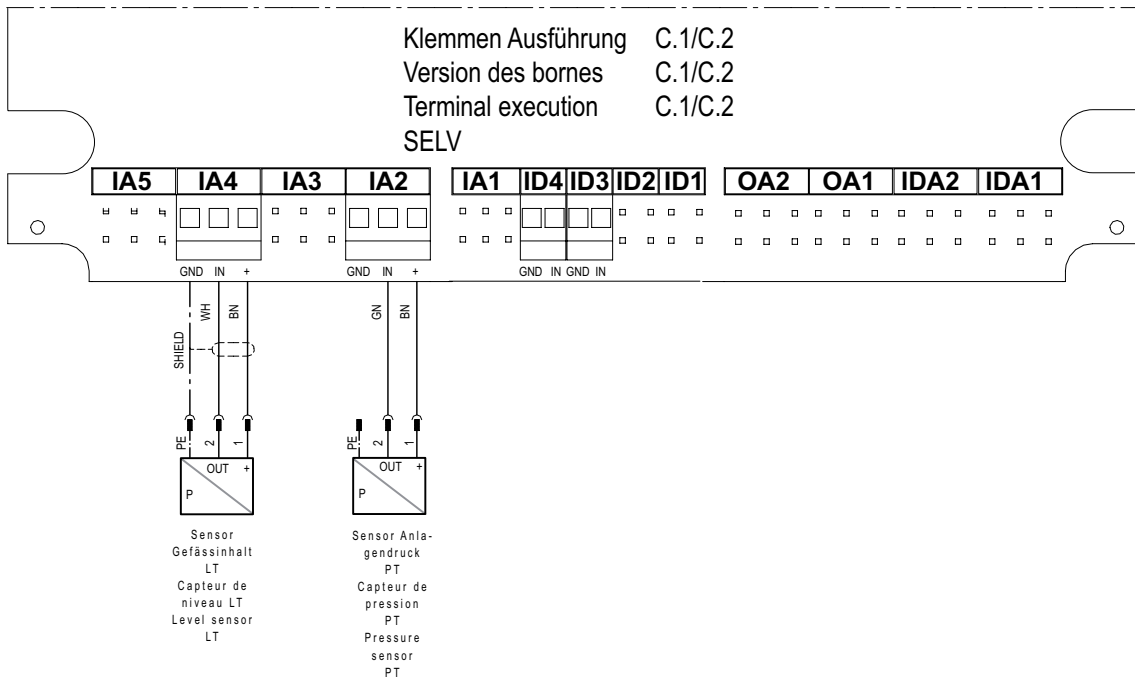 Klemmen Ausführung C.1/C.2
Version des bornes C.1/C.2
Terminal execution C.1/C.2
SELV
IA5 IA4 IA3 IA2 IA1 ID4 ID3 ID2 ID1 OA2 OA1 IDA2 IDA1
GND IN + GND IN + GND IN GND IN
SHIELD WH BN GN BN
PE 2 1 PE 2 1
OUT + OUT +
P P
Sensor
Gefässinhalt
LT
Capteur de
niveau LT
Level sensor
LT
Sensor Anla-
gendruck
PT
Capteur de
pression
PT
Pressure
sensor
PT